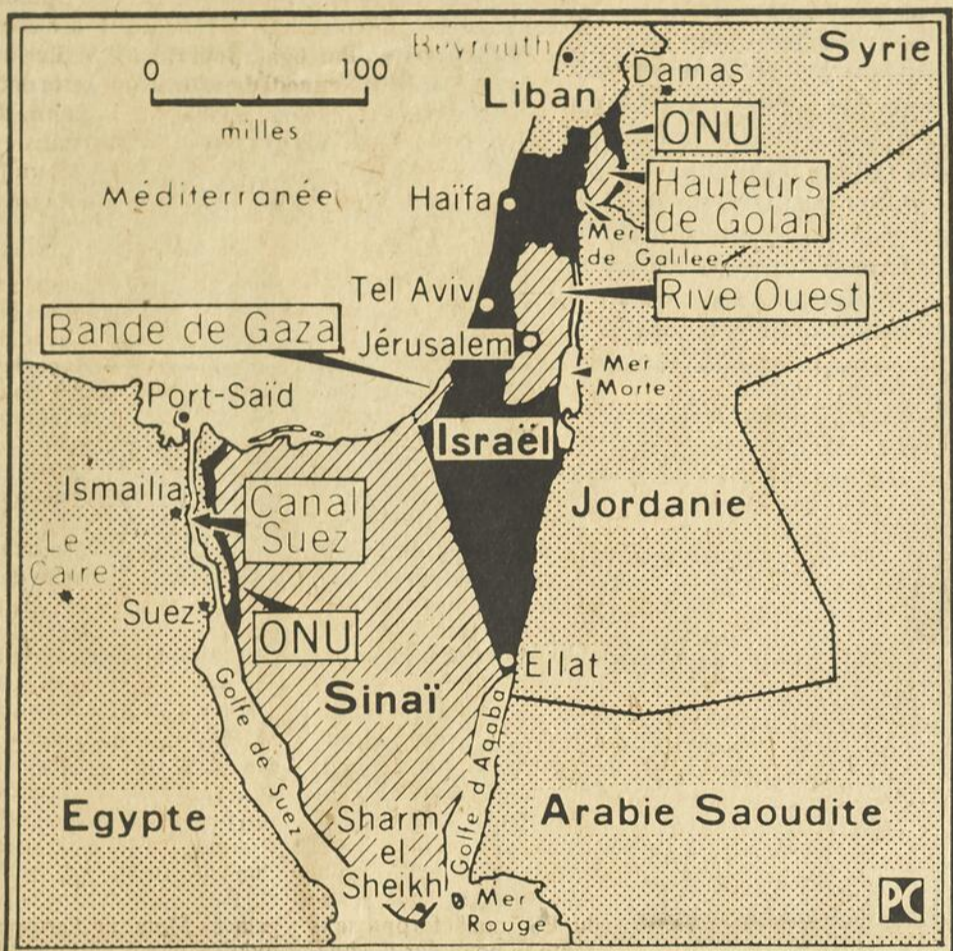 Beyrouth
Syrie
0 100
milles
Liban
Damas
ONU
Méditerranée
Haïfa
Hauteurs
de Golan
Mer
de Galilee
Tel Aviv
Rive Ouest
Bande de Gaza
Jérusalem
Mer
Morte
Port-Saïd
Israël
Ismailia
Canal
Suez
Jordanie
Le
Caire
Suez
ONU
Eilat
Sinaï
Golfe de Suez
Golfe d'Aqaba
Egypte
Arabie Saoudite
Sharm
el
Sheikh
Mer
Rouge
PC